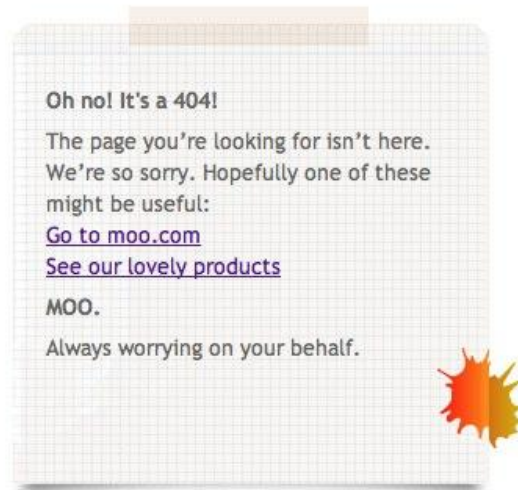 Oh no! It's a 404!
The page you’re looking for isn’t here.
We’re so sorry. Hopefully one of these
might be useful:
Go to moo.com
See our lovely products
MOO.
Always worrying on your behalf.